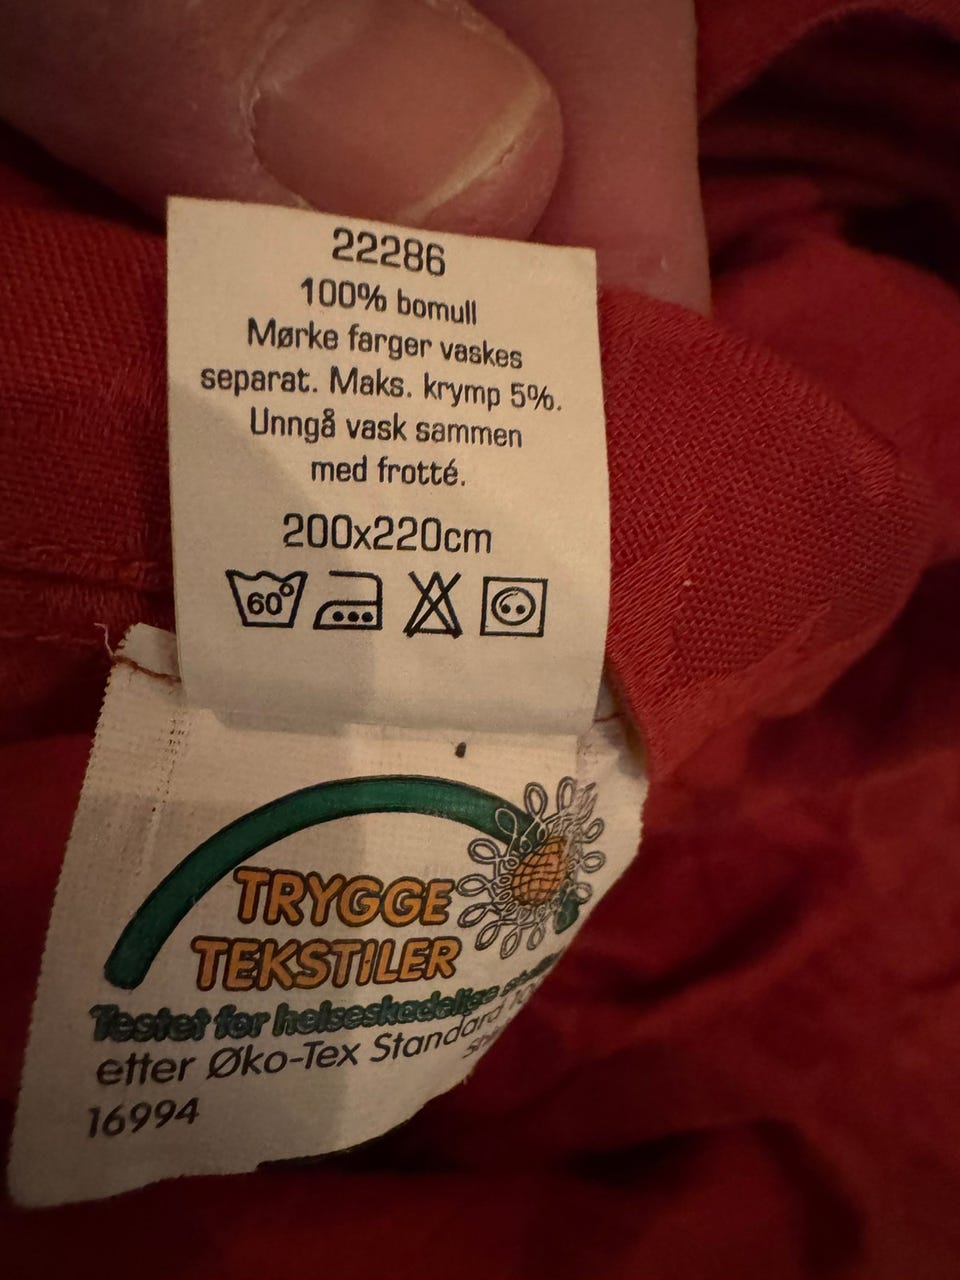 22286
100% bomull
Mørke farger vaskes
separat. Maks. krymp 5%.
Unngå vask sammen
med frotté.
200x220cm
60°
TRYGGE
TEKSTILER
Testet for helseskadelige
etter Øko-Tex Standard
16994